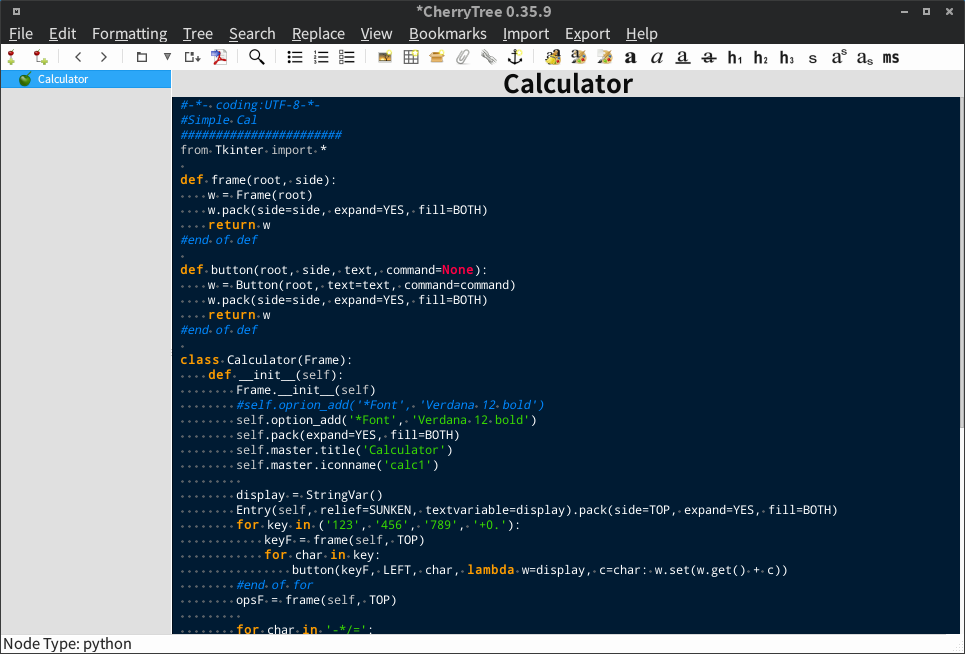 *CherryTree 0.35.9
File Edit Formatting Tree Search Replace View Bookmarks Import Export Help
a a a a h1 h2 h3 s as as ms
Calculator
Calculator
#-*- coding:UTF-8-*-
#Simple Cal
#######################
from Tkinter import *
def frame(root, side):
    w = Frame(root)
    w.pack(side=side, expand=YES, fill=BOTH)
    return w
#end of def
def button(root, side, text, command=None):
    w = Button(root, text=text, command=command)
    w.pack(side=side, expand=YES, fill=BOTH)
    return w
#end of def
class Calculator(Frame):
    def __init__(self):
        Frame.__init__(self)
        #self.oprion_add('*Font', 'Verdana 12 bold')
        self.option_add('*Font', 'Verdana 12 bold')
        self.pack(expand=YES, fill=BOTH)
        self.master.title('Calculator')
        self.master.iconname('calc1')
        display = StringVar()
        Entry(self, relief=SUNKEN, textvariable=display).pack(side=TOP, expand=YES, fill=BOTH)
        for key in ('123', '456', '789', '+0.'):
            keyF = frame(self, TOP)
            for char in key:
                button(keyF, LEFT, char, lambda w=display, c=char: w.set(w.get() + c))
        #end of for
        opsF = frame(self, TOP)
        for char in '-*/=':
Node Type: python